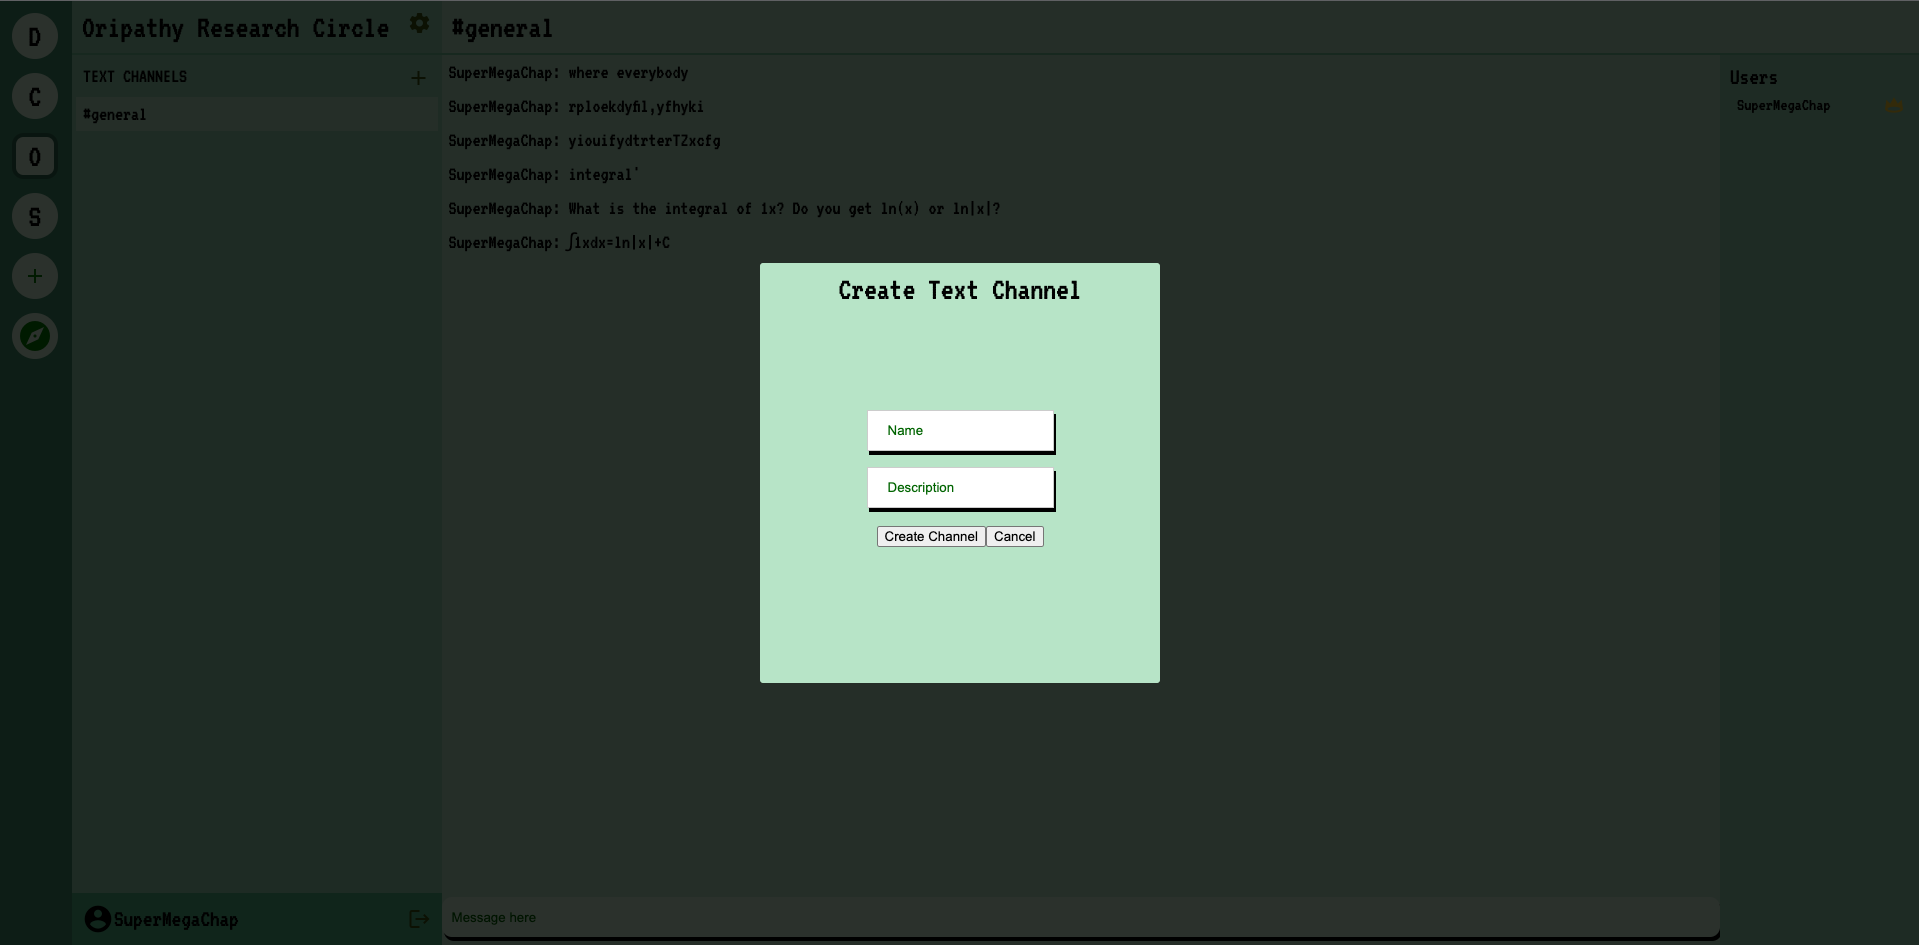 D
C
O
S
Oripathy Research Circle
TEXT CHANNELS
#general
SuperMegaChap
#general
SuperMegaChap: where everybody
SuperMegaChap: rploekdyfil,yfhyki
SuperMegaChap: yiouifydtrterTZxcfg
SuperMegaChap: integral'
SuperMegaChap: What is the integral of 1x? Do you get ln(x) or ln|x|?
SuperMegaChap: ∫1xdx=ln|x|+C
Message here
Users
SuperMegaChap
Create Text Channel
Name
Description
Create Channel Cancel